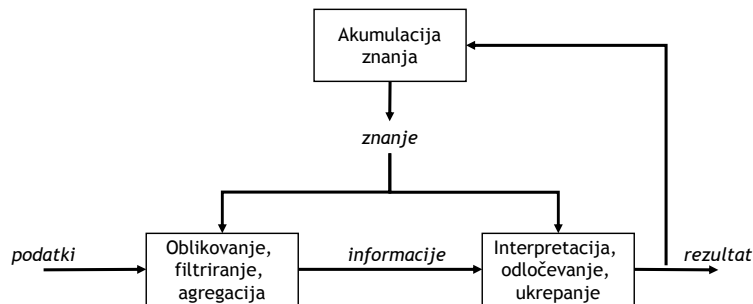 Akumulacija
znanja
znanje
podatki
Oblikovanje,
filtriranje,
agregacija
informacije
Interpretacija,
odločevanje,
ukrepanje
rezultat